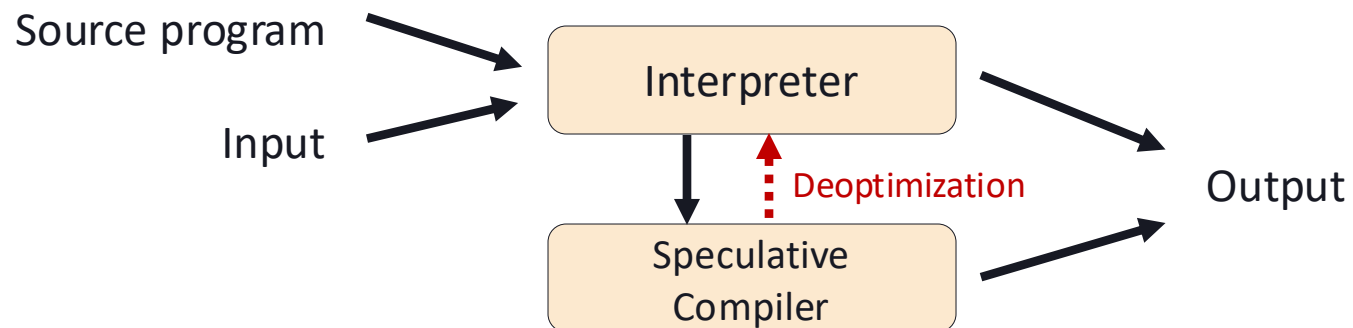 Source program
Interpreter
Input
Deoptimization
Output
Speculative
Compiler